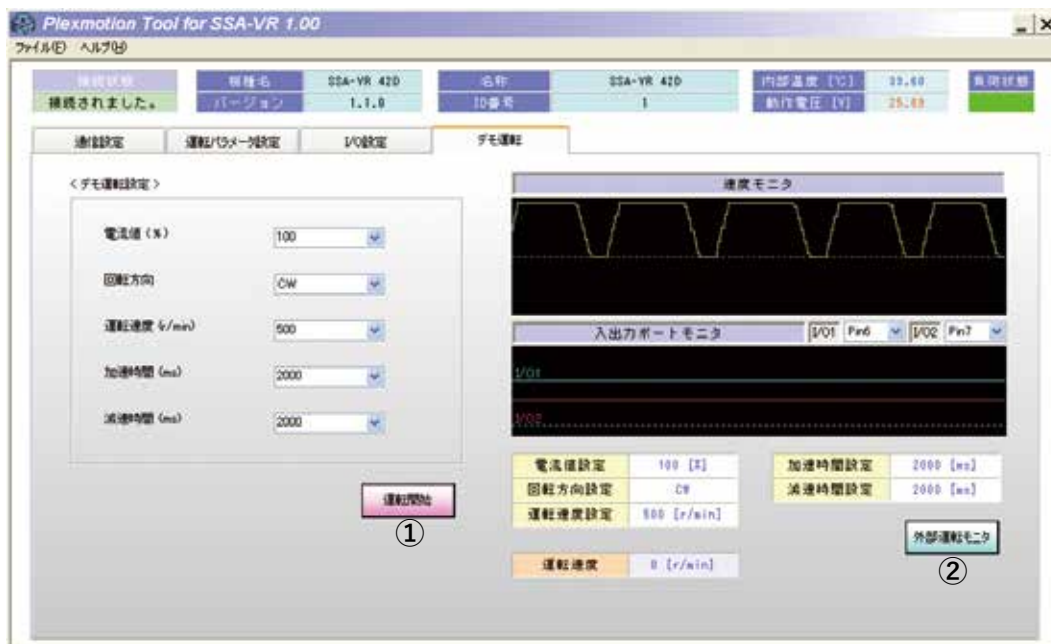 Plexmotion Tool for SSA-VR 1.00
ファイル(F) ヘルプ(H)
接続状態 機種名 SSA-VR 42D 名称 SSA-VR 42D 内部温度 [℃] 負荷状態
接続されました。 バージョン 1.1.0 ID番号 1 動作電圧 [V]
通信設定 運転パラメータ設定 I/O設定 デモ運転
<デモ運転設定>
電流値 (%) 100
回転方向 CW
運転速度 (r/min) 500
加速時間 (ms) 2000
減速時間 (ms) 2000
運転開始
①
速度モニタ
入出力ポートモニタ I/O1 Pin6 I/O2 Pin7
I/O1
I/O2
電流値設定 100 [%] 加速時間設定 2000 [ms]
回転方向設定 CW 減速時間設定 2000 [ms]
運転速度設定 500 [r/min]
外部運転モニタ
②
運転速度 0 [r/min]